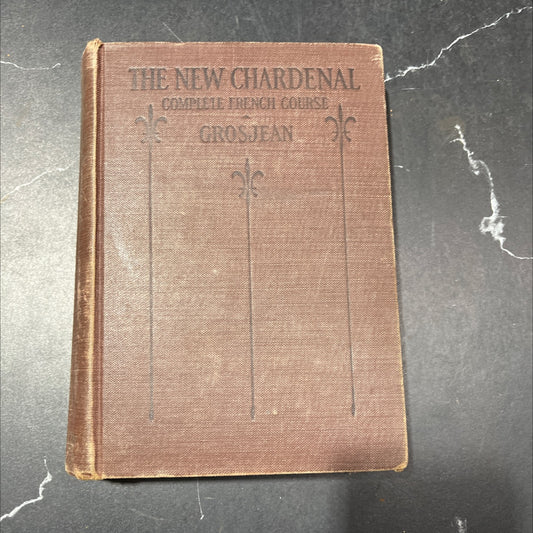 THE NEW CHARDENAL
COMPLETE FRENCH COURSE
GROSJEAN